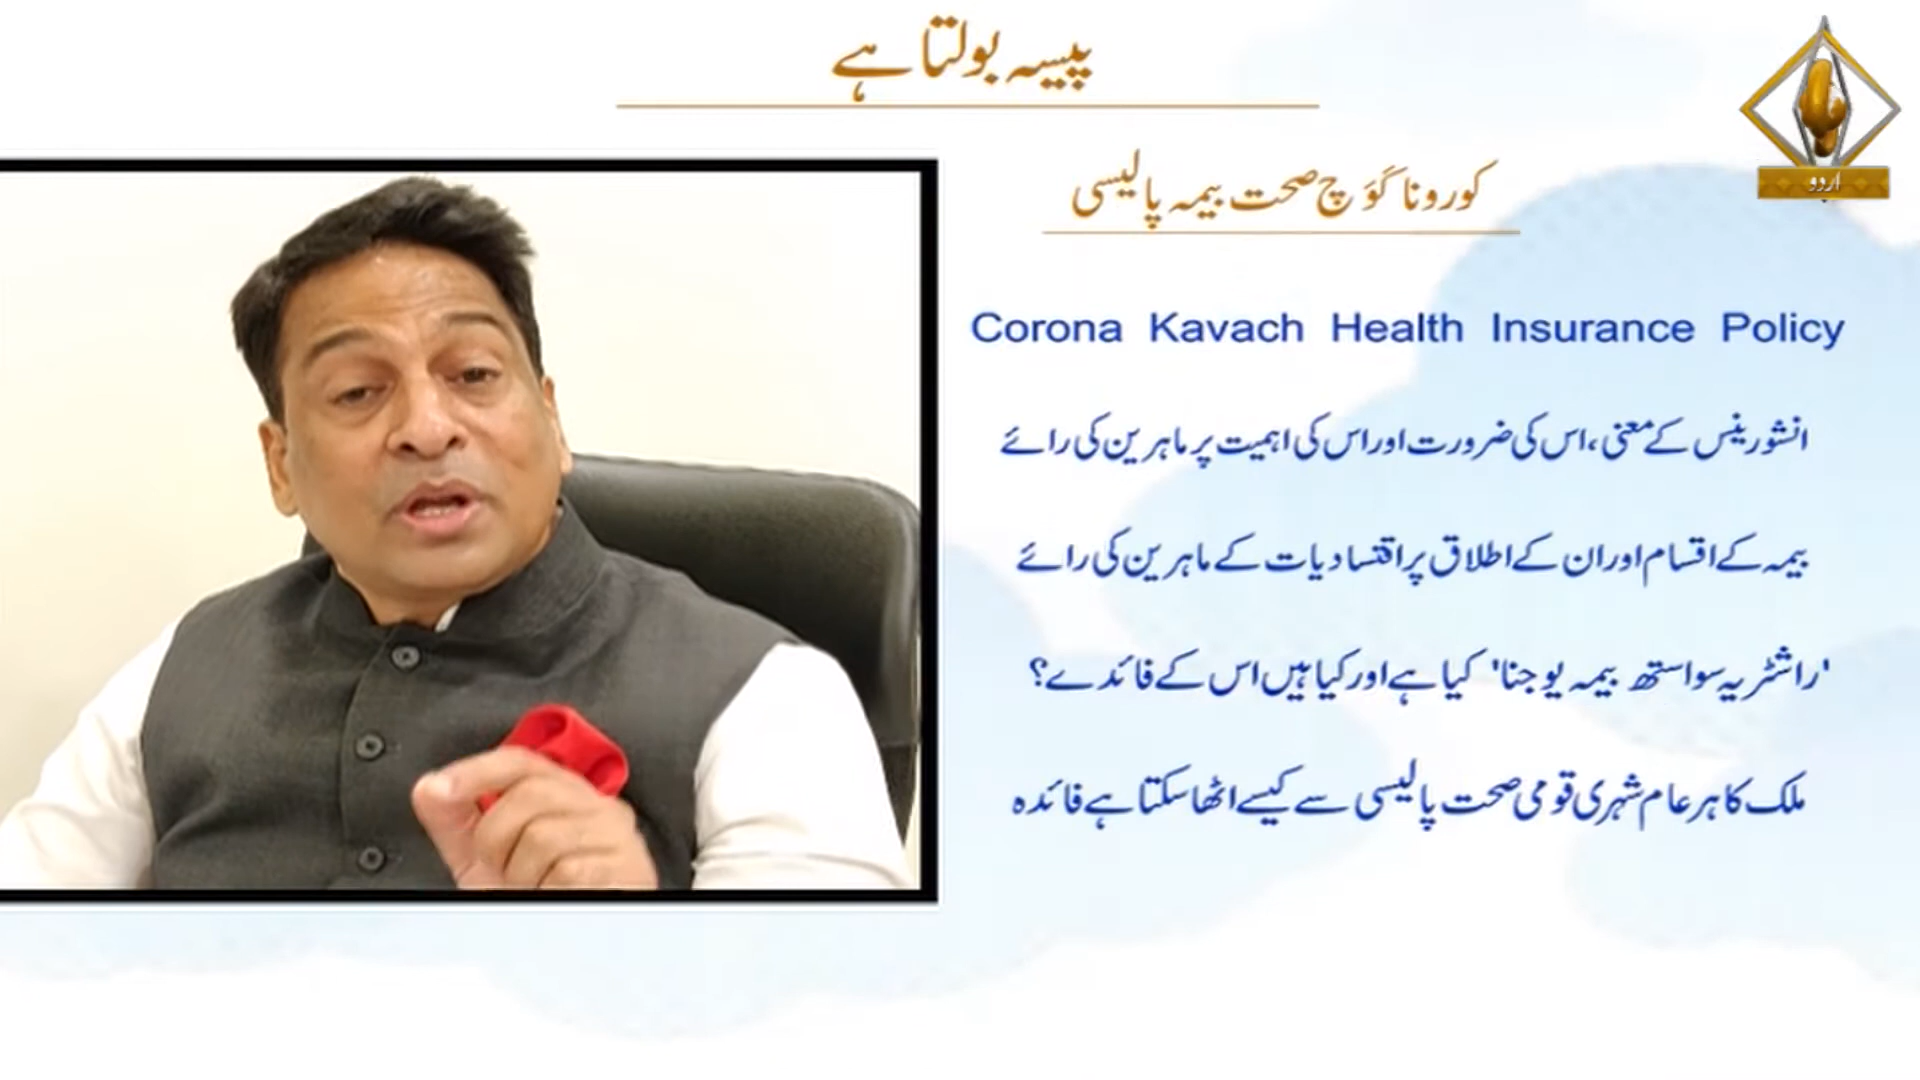 پیسہ بولتا ہے
اردو
کورونا گؤچ صحت بیمہ پالیسی
Corona Kavach Health Insurance Policy
انشورینس کے معنی، اس کی ضرورت اور اس کی اہمیت پر ماہرین کی رائے
بیمہ کے اقسام اور ان کے اطلاق پر اقتسادیات کے ماہرین کی رائے
'راشٹریہ سواستھ بیمہ یوجنا' کیا ہے اور کیا ہیں اس کے فائدے؟
ملک کا ہر عام شہری قومی صحت پالیسی سے کیسے اٹھا سکتا ہے فائدہ